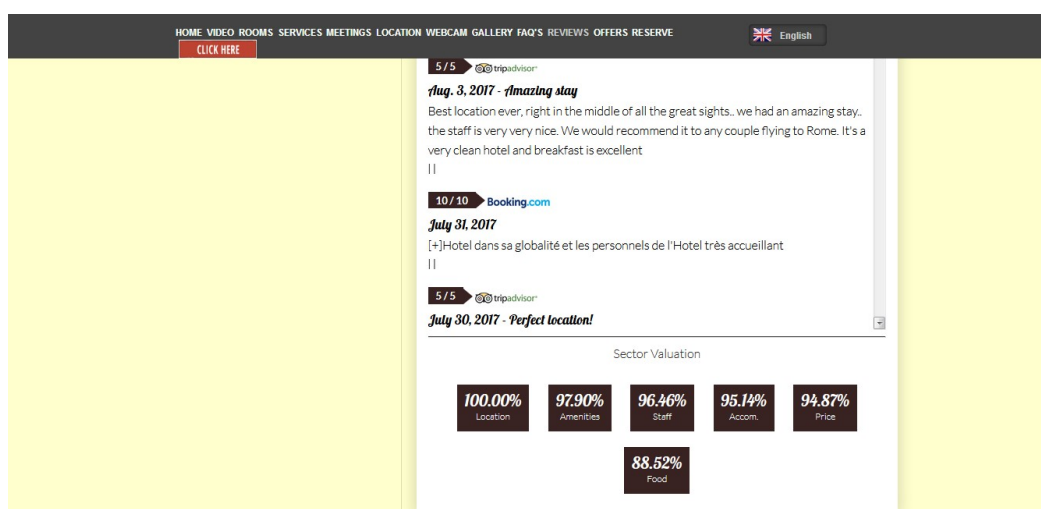 HOME VIDEO ROOMS SERVICES MEETINGS LOCATION WEBCAM GALLERY FAQ'S REVIEWS OFFERS RESERVE
CLICK HERE
English
5 / 5 tripadvisor
Aug. 3, 2017 - Amazing stay
Best location ever, right in the middle of all the great sights.. we had an amazing stay..
the staff is very very nice. We would recommend it to any couple flying to Rome. It's a
very clean hotel and breakfast is excellent
| |
10 / 10 Booking.com
July 31, 2017
[+]Hotel dans sa globalité et les personnels de l'Hotel très accueillant
| |
5 / 5 tripadvisor
July 30, 2017 - Perfect location!
Sector Valuation
100.00% 97.90% 96.46% 95.14% 94.87%
Location Amenities Staff Accom. Price
88.52%
Food